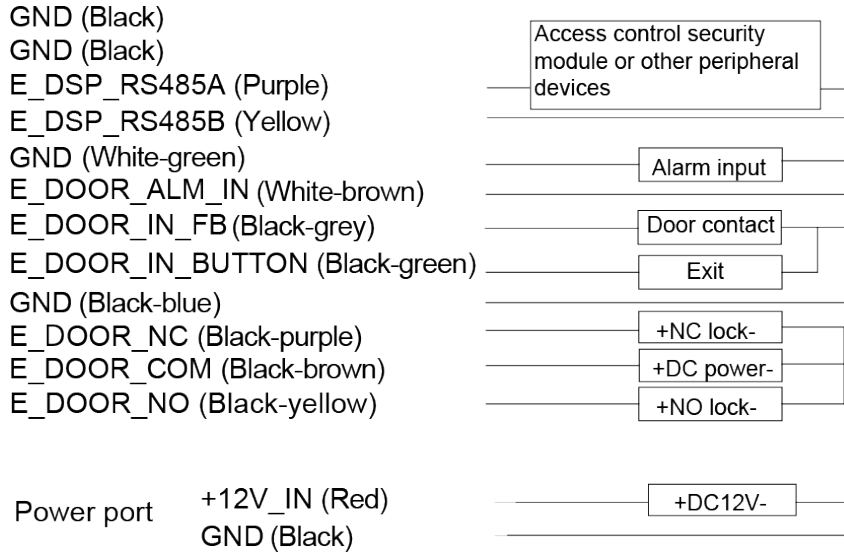 GND (Black)
GND (Black)
E_DSP_RS485A (Purple)
E_DSP_RS485B (Yellow)
GND (White-green)
E_DOOR_ALM_IN (White-brown)
E_DOOR_IN_FB (Black-grey)
E_DOOR_IN_BUTTON (Black-green)
GND (Black-blue)
E_DOOR_NC (Black-purple)
E_DOOR_COM (Black-brown)
E_DOOR_NO (Black-yellow)
Access control security
module or other peripheral
devices
Alarm input
Door contact
Exit
+NC lock-
+DC power-
+NO lock-
Power port
+12V_IN (Red)
GND (Black)
+DC12V-